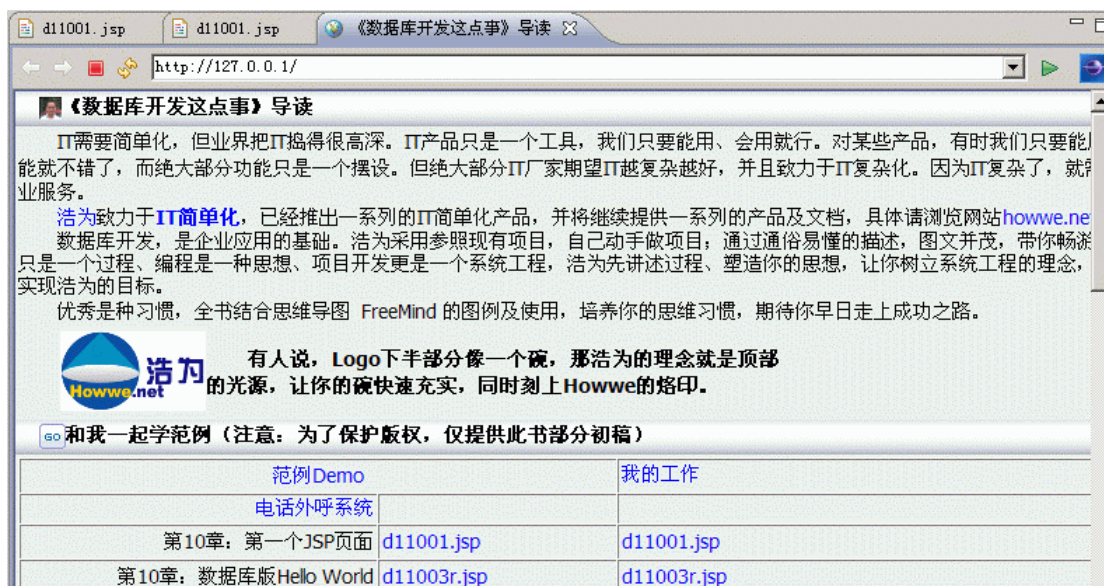 d11001.jsp
d11001.jsp
《数据库开发这点事》导读
http://127.0.0.1/
《数据库开发这点事》导读
IT需要简单化，但业界把IT捣得很高深。IT产品只是一个工具，我们只要能用、会用就行。对某些产品，有时我们只要能
能就不错了，而绝大部分功能只是一个摆设。但绝大部分IT厂家期望IT越复杂越好，并且致力于IT复杂化。因为IT复杂了，就
业服务。
浩为致力于IT简单化，已经推出一系列的IT简单化产品，并将继续提供一系列的产品及文档，具体请浏览网站howwe.ne
数据库开发，是企业应用的基础。浩为采用参照现有项目，自己动手做项目；通过通俗易懂的描述，图文并茂，带你畅游
只是一个过程、编程是一种思想、项目开发更是一个系统工程，浩为先讲述过程、塑造你的思想，让你树立系统工程的理念，
实现浩为的目标。
优秀是种习惯，全书结合思维导图 FreeMind 的图例及使用，培养你的思维习惯，期待你早日走上成功之路。
浩为
Howwe.net
有人说，Logo下半部分像一个碗，那浩为的理念就是顶部
的光源，让你的碗快速充实，同时刻上Howwe的烙印。
GO和我一起学范例（注意：为了保护版权，仅提供此书部分初稿）
范例Demo 我的工作
电话外呼系统
第10章：第一个JSP页面 d11001.jsp d11001.jsp
第10章：数据库版Hello World d11003r.jsp d11003r.jsp